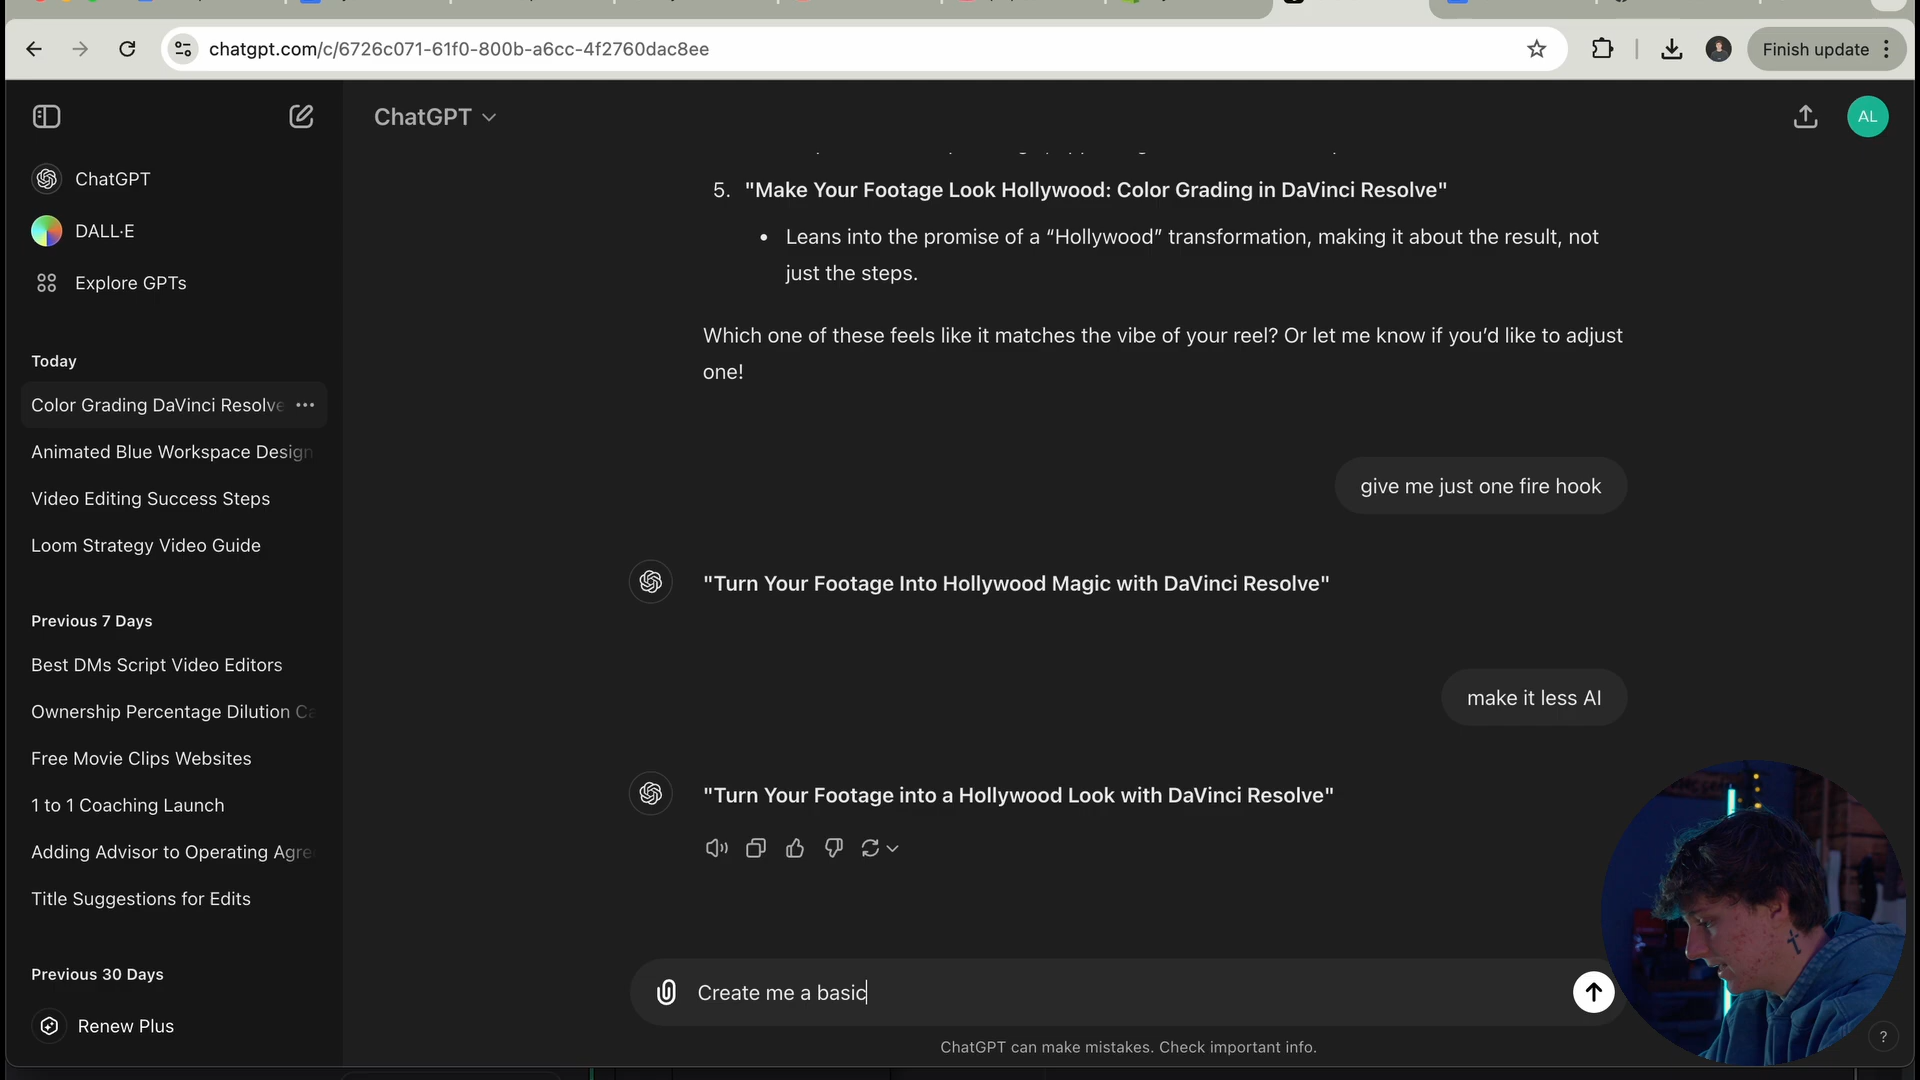 chatgpt.com/c/6726c071-61f0-800b-a6cc-4f2760dac8ee
Finish update
ChatGPT
AL
ChatGPT
DALL·E
Explore GPTs
Today
Color Grading DaVinci Resolve
Animated Blue Workspace Design
Video Editing Success Steps
Loom Strategy Video Guide
Previous 7 Days
Best DMs Script Video Editors
Ownership Percentage Dilution Ca
Free Movie Clips Websites
1 to 1 Coaching Launch
Adding Advisor to Operating Agre
Title Suggestions for Edits
Previous 30 Days
Renew Plus
5. "Make Your Footage Look Hollywood: Color Grading in DaVinci Resolve"
• Leans into the promise of a “Hollywood” transformation, making it about the result, not
just the steps.
Which one of these feels like it matches the vibe of your reel? Or let me know if you’d like to adjust
one!
give me just one fire hook
"Turn Your Footage Into Hollywood Magic with DaVinci Resolve"
make it less AI
"Turn Your Footage into a Hollywood Look with DaVinci Resolve"
Create me a basic
ChatGPT can make mistakes. Check important info.
?